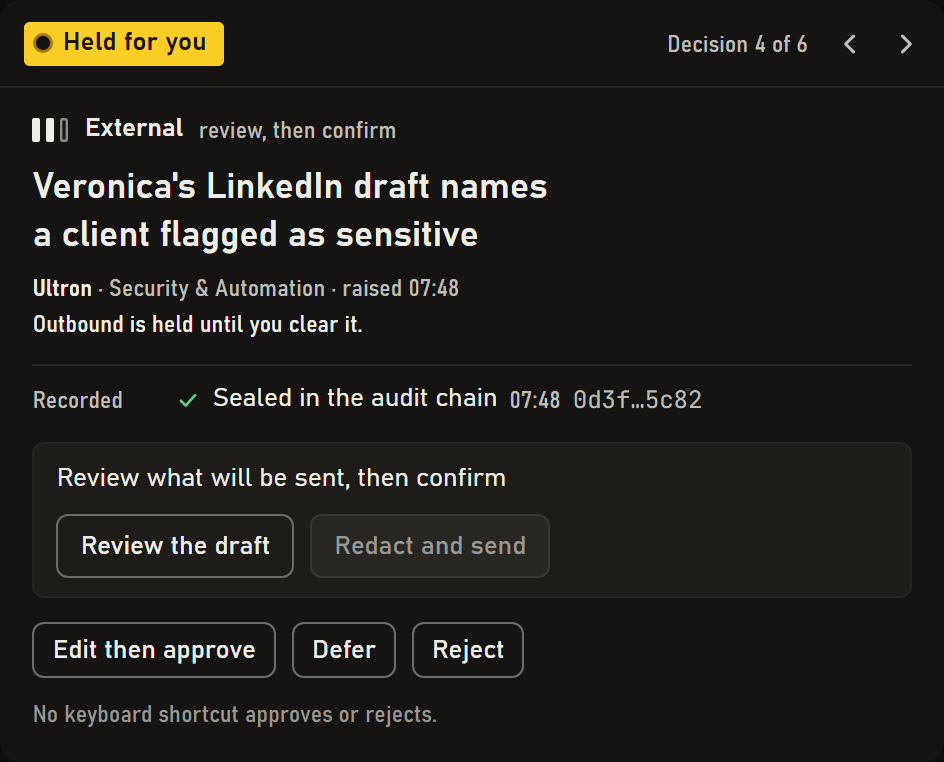 Held for you
Decision 4 of 6
External review, then confirm
Veronica's LinkedIn draft names
a client flagged as sensitive
Ultron · Security & Automation · raised 07:48
Outbound is held until you clear it.
Recorded Sealed in the audit chain 07:48 0d3f…5c82
Review what will be sent, then confirm
Review the draft Redact and send
Edit then approve Defer Reject
No keyboard shortcut approves or rejects.